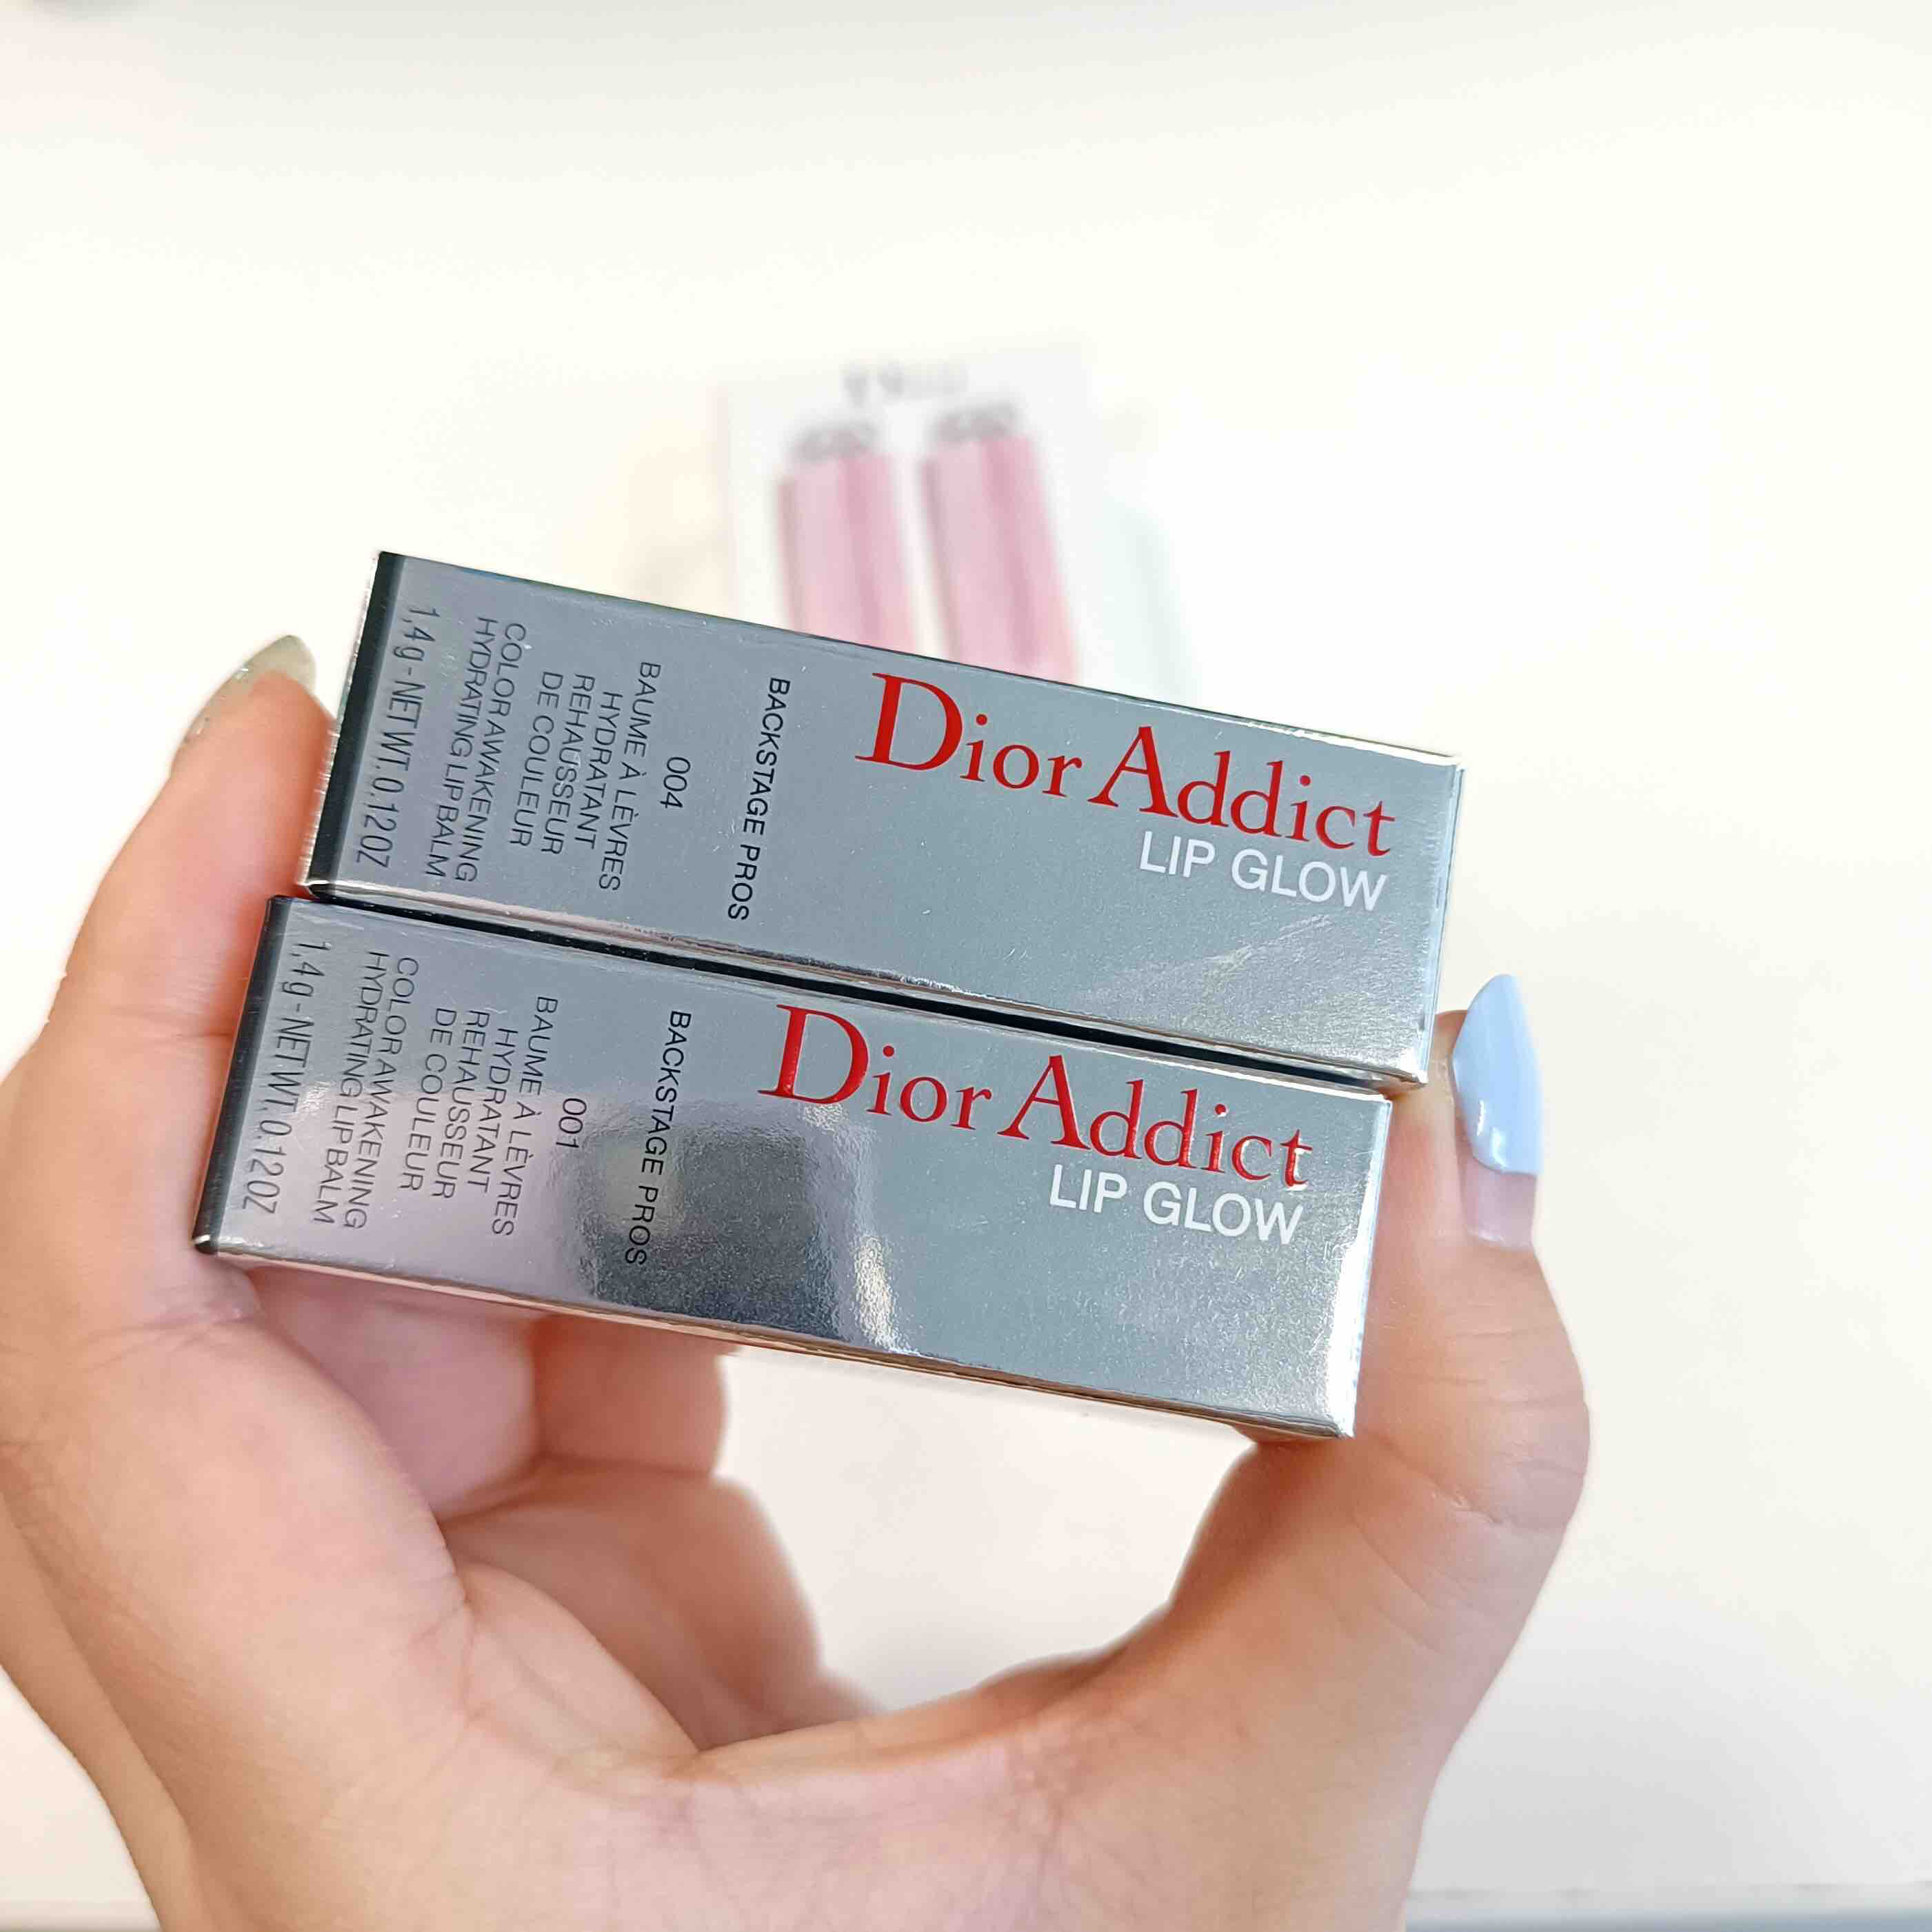 Dior Addict
LIP GLOW
BACKSTAGE PROS
004
BAUME À LÈVRES
HYDRATANT
REHAUSSEUR
DE COULEUR
COLOR AWAKENING
HYDRATING LIP BALM
1,4 g - NET WT. 0.12 OZ
Dior Addict
LIP GLOW
BACKSTAGE PROS
001
BAUME À LÈVRES
HYDRATANT
REHAUSSEUR
DE COULEUR
COLOR AWAKENING
HYDRATING LIP BALM
1,4 g - NET WT. 0.12 OZ